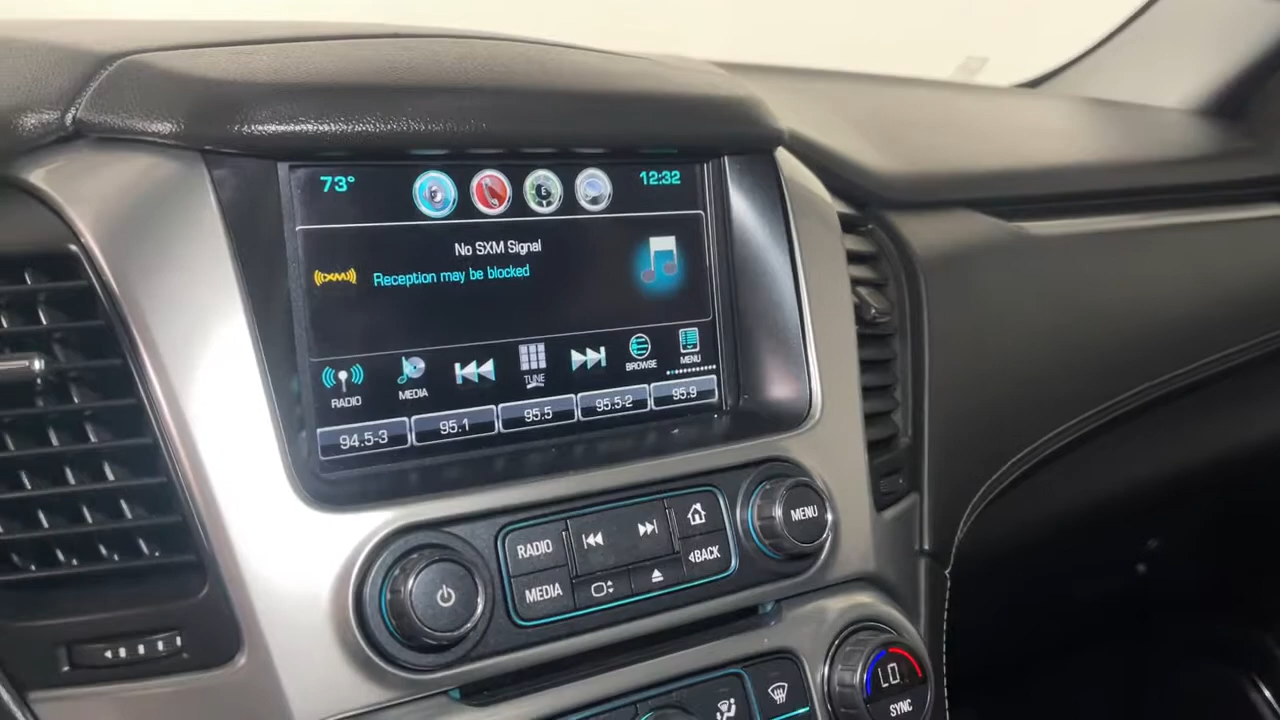 73° E 12:32
No SXM Signal
((SXM)) Reception may be blocked
RADIO MEDIA TUNE BROWSE MENU
94.5-3 95.1 95.5 95.5-2 95.9
RADIO MENU
MEDIA BACK
LO
SYNC